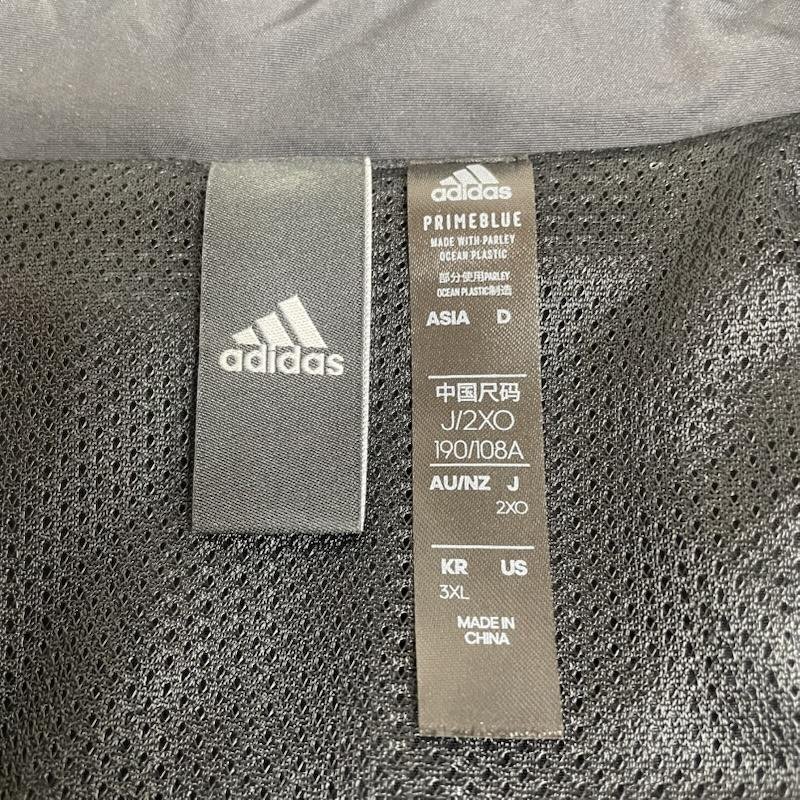 adidas
adidas
PRIMEBLUE
MADE WITH PARLEY
OCEAN PLASTIC
部分使用PARLEY
OCEAN PLASTIC制造
ASIA D
中国尺码
J/2XO
190/108A
AU/NZ J
2XO
KR US
3XL
MADE IN
CHINA